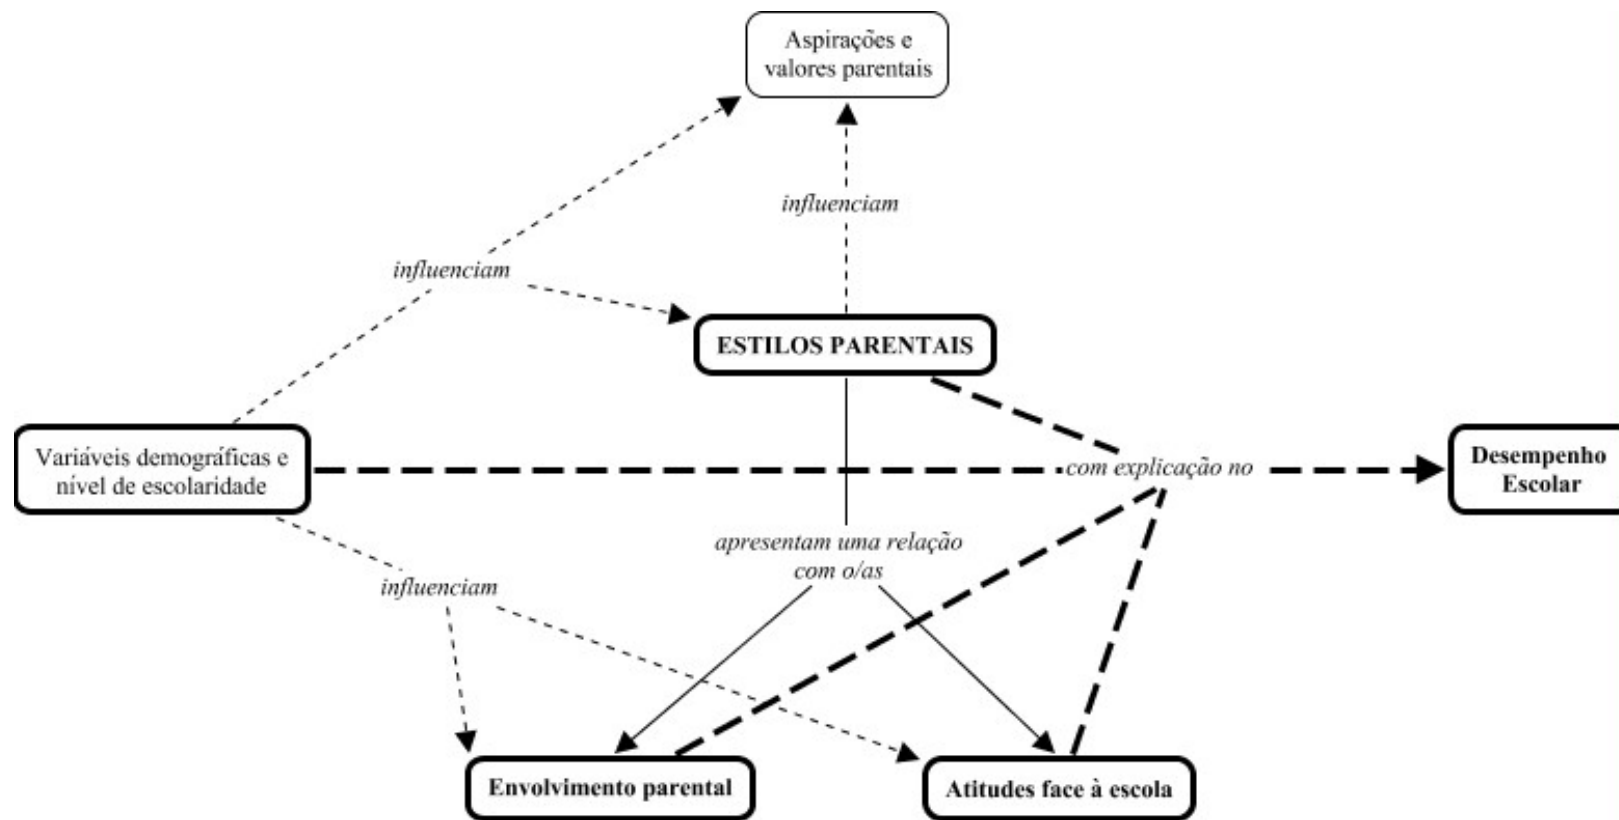 Aspirações e
valores parentais
influenciam
influenciam
ESTILOS PARENTAIS
Variáveis demográficas e
nível de escolaridade
com explicação no
Desempenho
Escolar
apresentam uma relação
com o/as
influenciam
Envolvimento parental
Atitudes face à escola